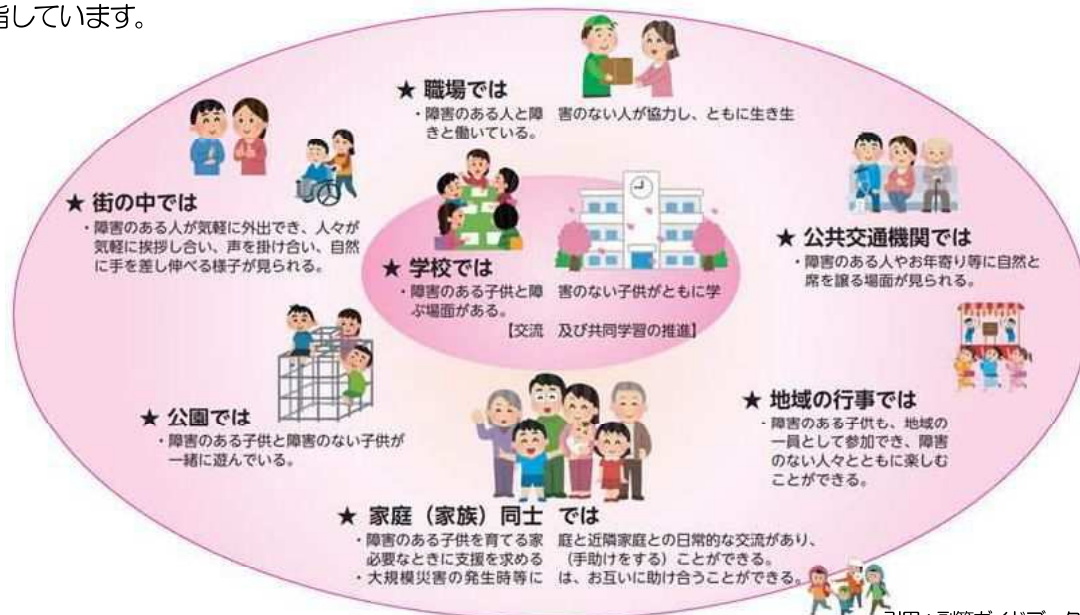 指しています。
★ 職場では
・障害のある人と障 害のない人が協力し、ともに生き生
きと働いている。
★ 街の中では
・障害のある人が気軽に外出でき、人々が
気軽に挨拶し合い、声を掛け合い、自然
に手を差し伸べる様子が見られる。
★ 学校では
・障害のある子供と障 害のない子供がともに学
ぶ場面がある。
【交流 及び共同学習の推進】
★ 公共交通機関では
・障害のある人やお年寄り等に自然と
席を譲る場面が見られる。
★ 公園では
・障害のある子供と障害のない子供が
一緒に遊んでいる。
★ 地域の行事では
・障害のある子供も、地域の
一員として参加でき、障害
のない人々とともに楽しむ
ことができる。
★ 家庭（家族）同士 では
・障害のある子供を育てる家 庭と近隣家庭との日常的な交流があり、
必要なときに支援を求める （手助けをする）ことができる。
・大規模災害の発生時等に は、お互いに助け合うことができる。